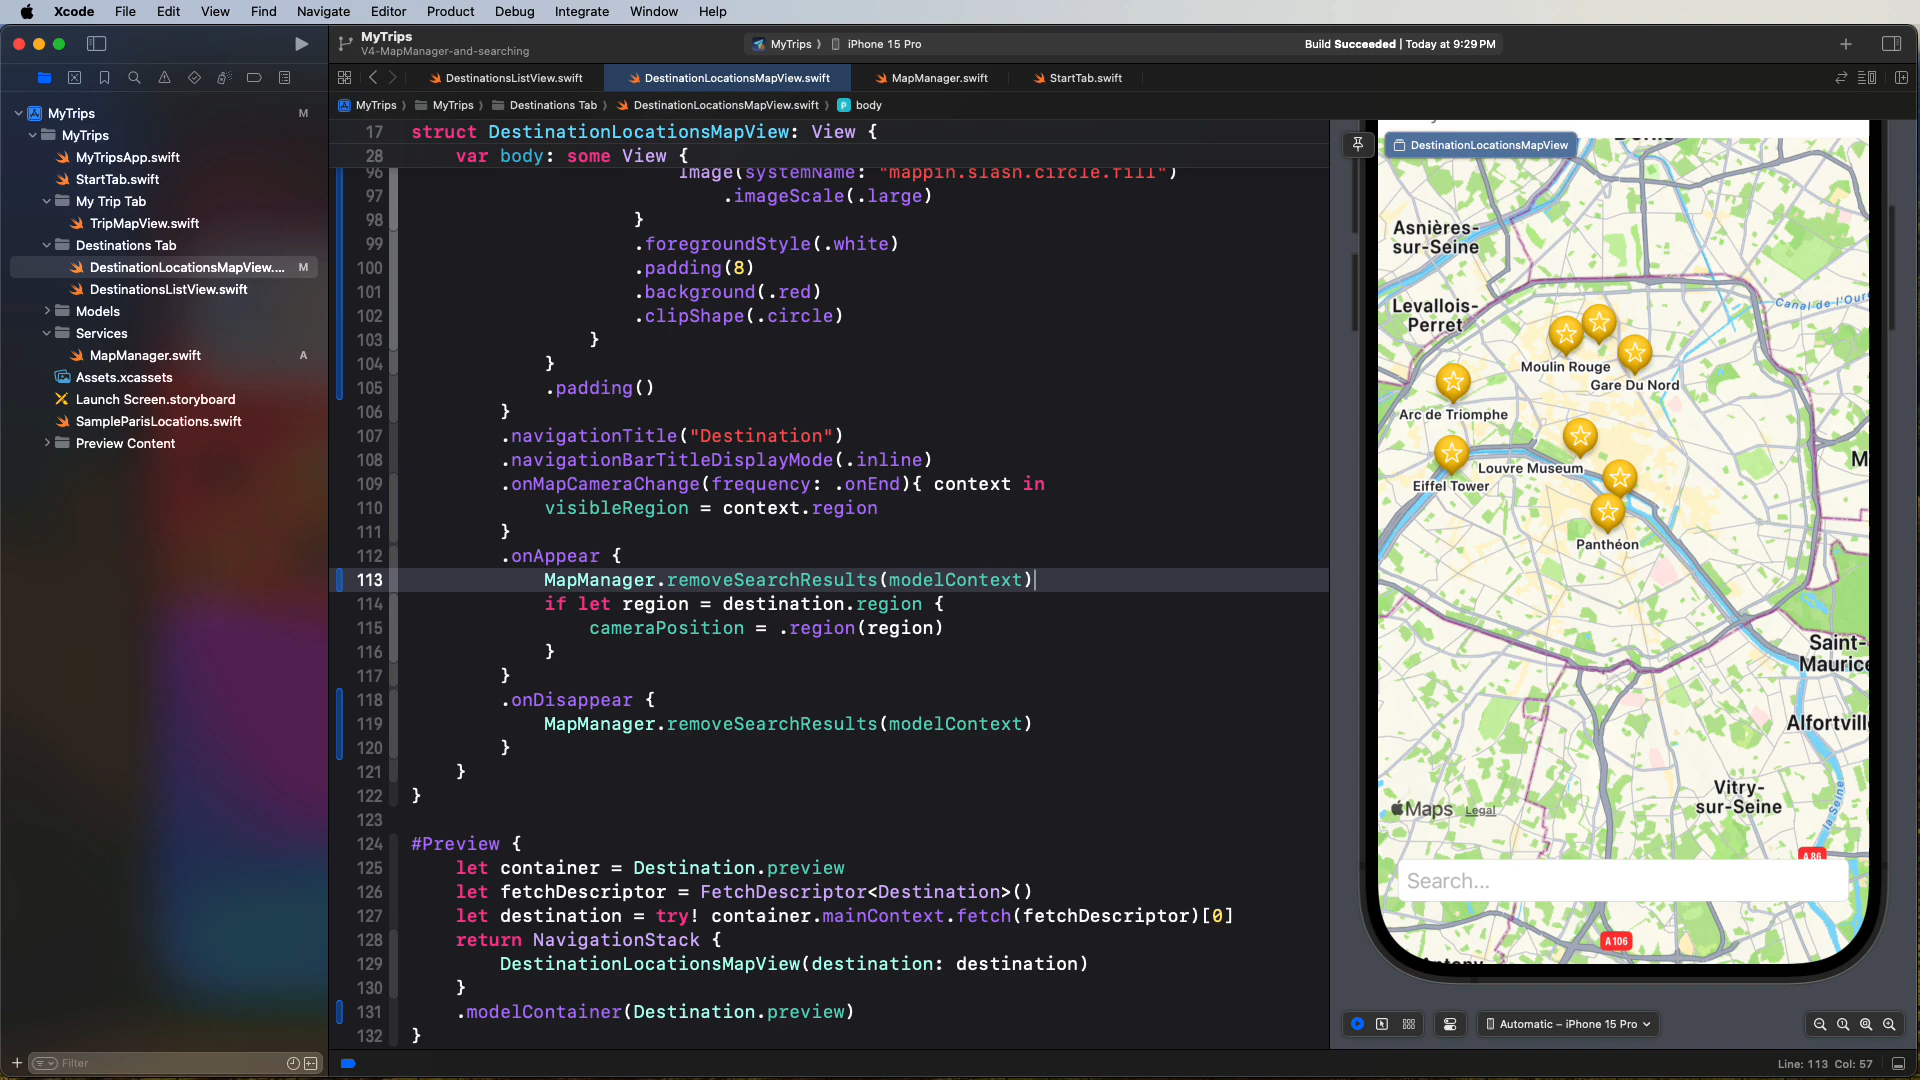 Xcode File Edit View Find Navigate Editor Product Debug Integrate Window Help
MyTrips
V4-MapManager-and-searching
MyTrips iPhone 15 Pro
Build Succeeded | Today at 9:29 PM
DestinationsListView.swift DestinationLocationsMapView.swift MapManager.swift StartTab.swift
MyTrips MyTrips Destinations Tab DestinationLocationsMapView.swift body
MyTrips M
MyTrips
MyTripsApp.swift
StartTab.swift
My Trip Tab
TripMapView.swift
Destinations Tab
DestinationLocationsMapView.... M
DestinationsListView.swift
Models
Services
MapManager.swift A
Assets.xcassets
Launch Screen.storyboard
SampleParisLocations.swift
Preview Content
Filter
17 struct DestinationLocationsMapView: View {
28 var body: some View {
96 Image(systemName: "mappin.slash.circle.fill")
97 .imageScale(.large)
98 }
99 .foregroundStyle(.white)
100 .padding(8)
101 .background(.red)
102 .clipShape(.circle)
103 }
104 }
105 .padding()
106 }
107 .navigationTitle("Destination")
108 .navigationBarTitleDisplayMode(.inline)
109 .onMapCameraChange(frequency: .onEnd){ context in
110 visibleRegion = context.region
111 }
112 .onAppear {
113 MapManager.removeSearchResults(modelContext)
114 if let region = destination.region {
115 cameraPosition = .region(region)
116 }
117 }
118 .onDisappear {
119 MapManager.removeSearchResults(modelContext)
120 }
121 }
122 }
123
124 #Preview {
125 let container = Destination.preview
126 let fetchDescriptor = FetchDescriptor<Destination>()
127 let destination = try! container.mainContext.fetch(fetchDescriptor)[0]
128 return NavigationStack {
129 DestinationLocationsMapView(destination: destination)
130 }
131 .modelContainer(Destination.preview)
132 }
DestinationLocationsMapView
Asnières-
sur-Seine
Levallois-
Perret
Canal de l'Our
Moulin Rouge
Gare Du Nord
Arc de Triomphe
Louvre Museum
Eiffel Tower
Panthéon
Saint-
Maurice
Alfortvill
Vitry-
sur-Seine
la Seine
Maps Legal
A 86
Search...
A 106
Automatic – iPhone 15 Pro
Line: 113 Col: 57